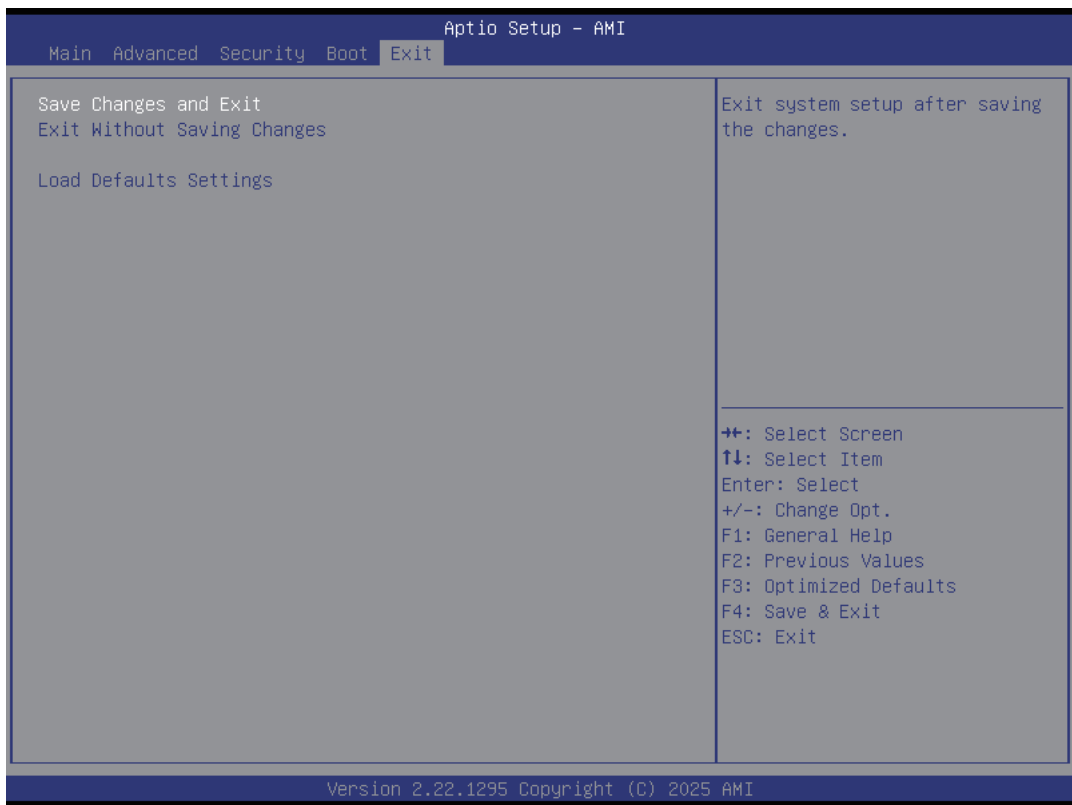 Aptio Setup - AMI
Main Advanced Security Boot Exit
Save Changes and Exit
Exit Without Saving Changes
Load Defaults Settings
Exit system setup after saving
the changes.
→←: Select Screen
↑↓: Select Item
Enter: Select
+/-: Change Opt.
F1: General Help
F2: Previous Values
F3: Optimized Defaults
F4: Save & Exit
ESC: Exit
Version 2.22.1295 Copyright (C) 2025 AMI